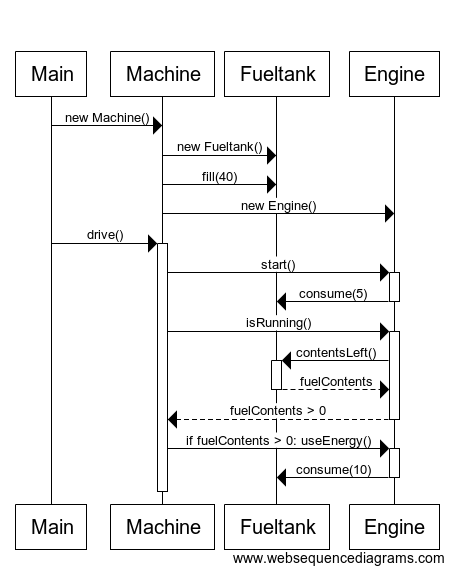 Main Machine Fueltank Engine
new Machine()
new Fueltank()
fill(40)
new Engine()
drive()
start()
consume(5)
isRunning()
contentsLeft()
fuelContents
fuelContents > 0
if fuelContents > 0: useEnergy()
consume(10)
Main Machine Fueltank Engine
www.websequencediagrams.com